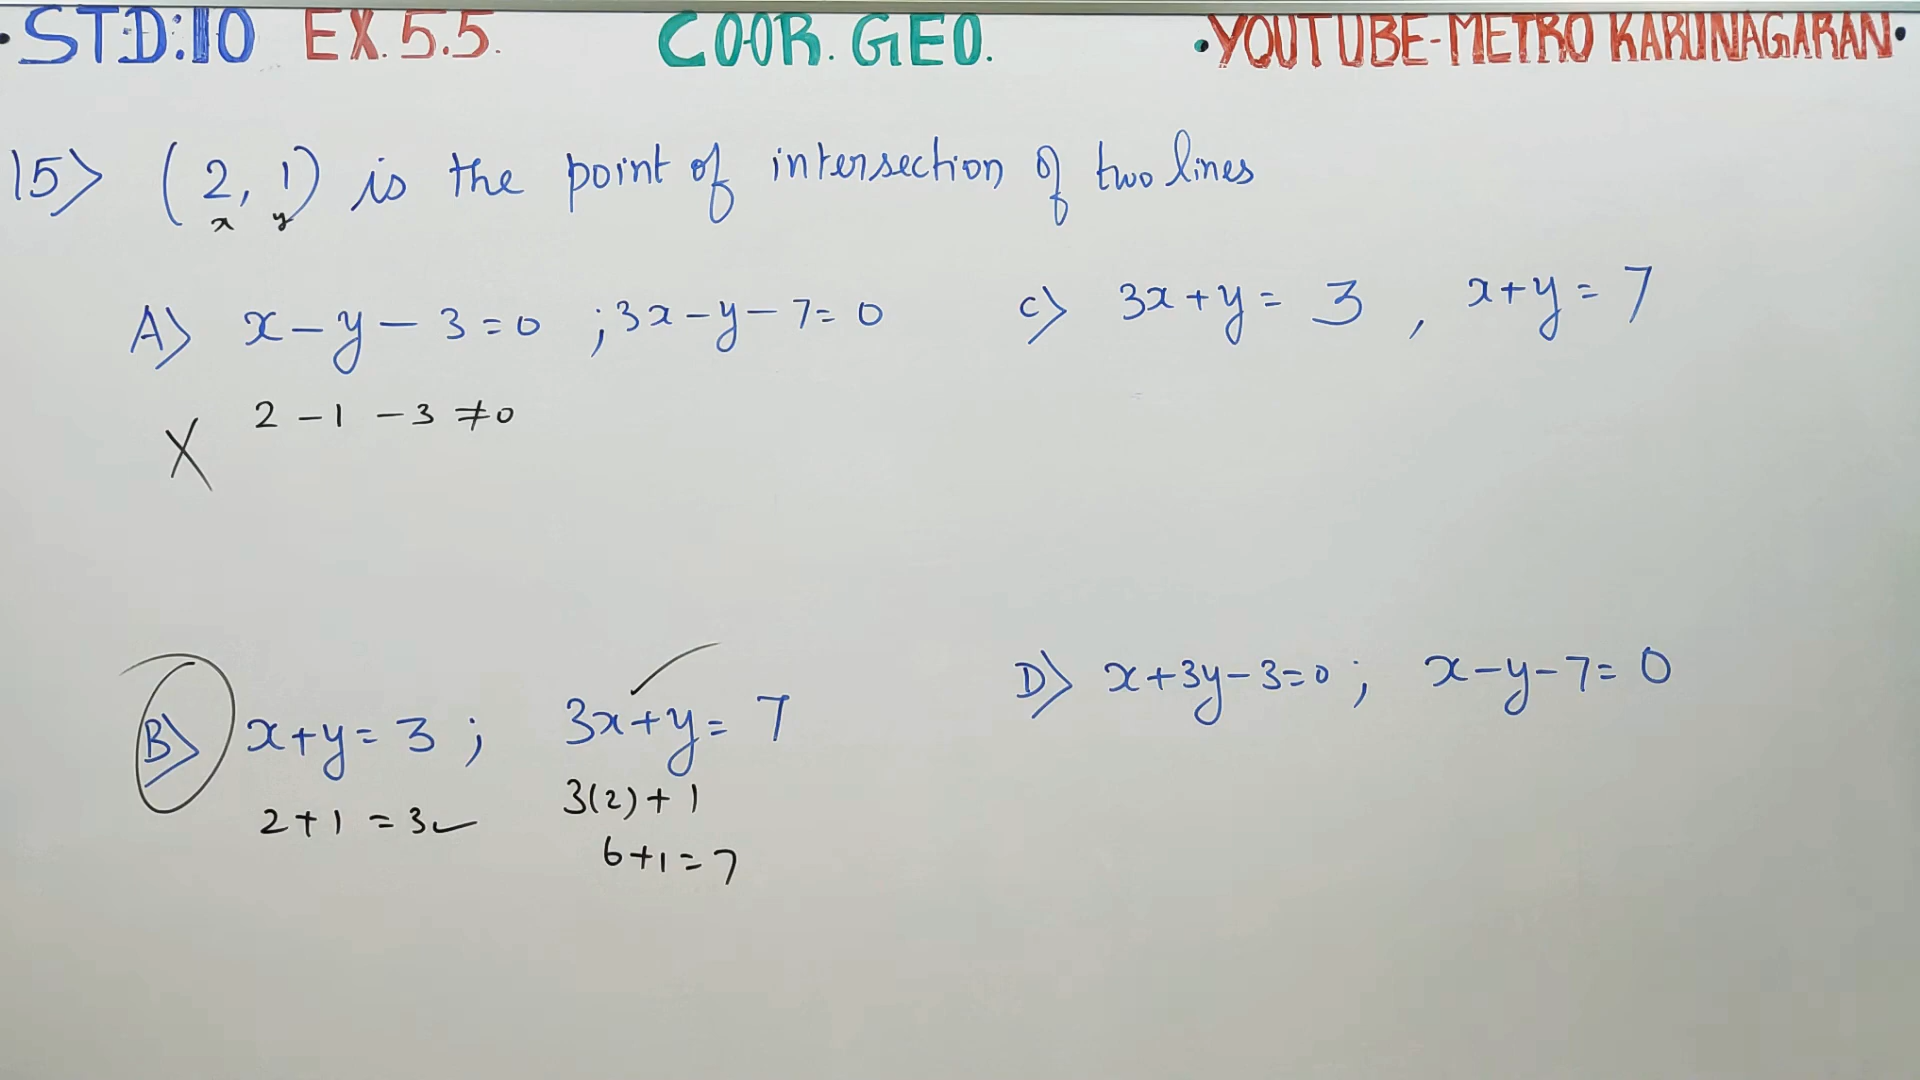 •STD:10 EX.5.5. COOR. GEO. •YOUTUBE-METRO KARUNAGARAN•
15> (2, 1) is the point of intersection of two lines
x y
A> x - y - 3 = 0 ; 3x - y - 7 = 0
2 - 1 - 3 ≠ 0
X
B> x + y = 3 ; 3x + y = 7
2 + 1 = 3 ✓ 3(2) + 1
6 + 1 = 7
C> 3x + y = 3 , x + y = 7
D> x + 3y - 3 = 0 ; x - y - 7 = 0